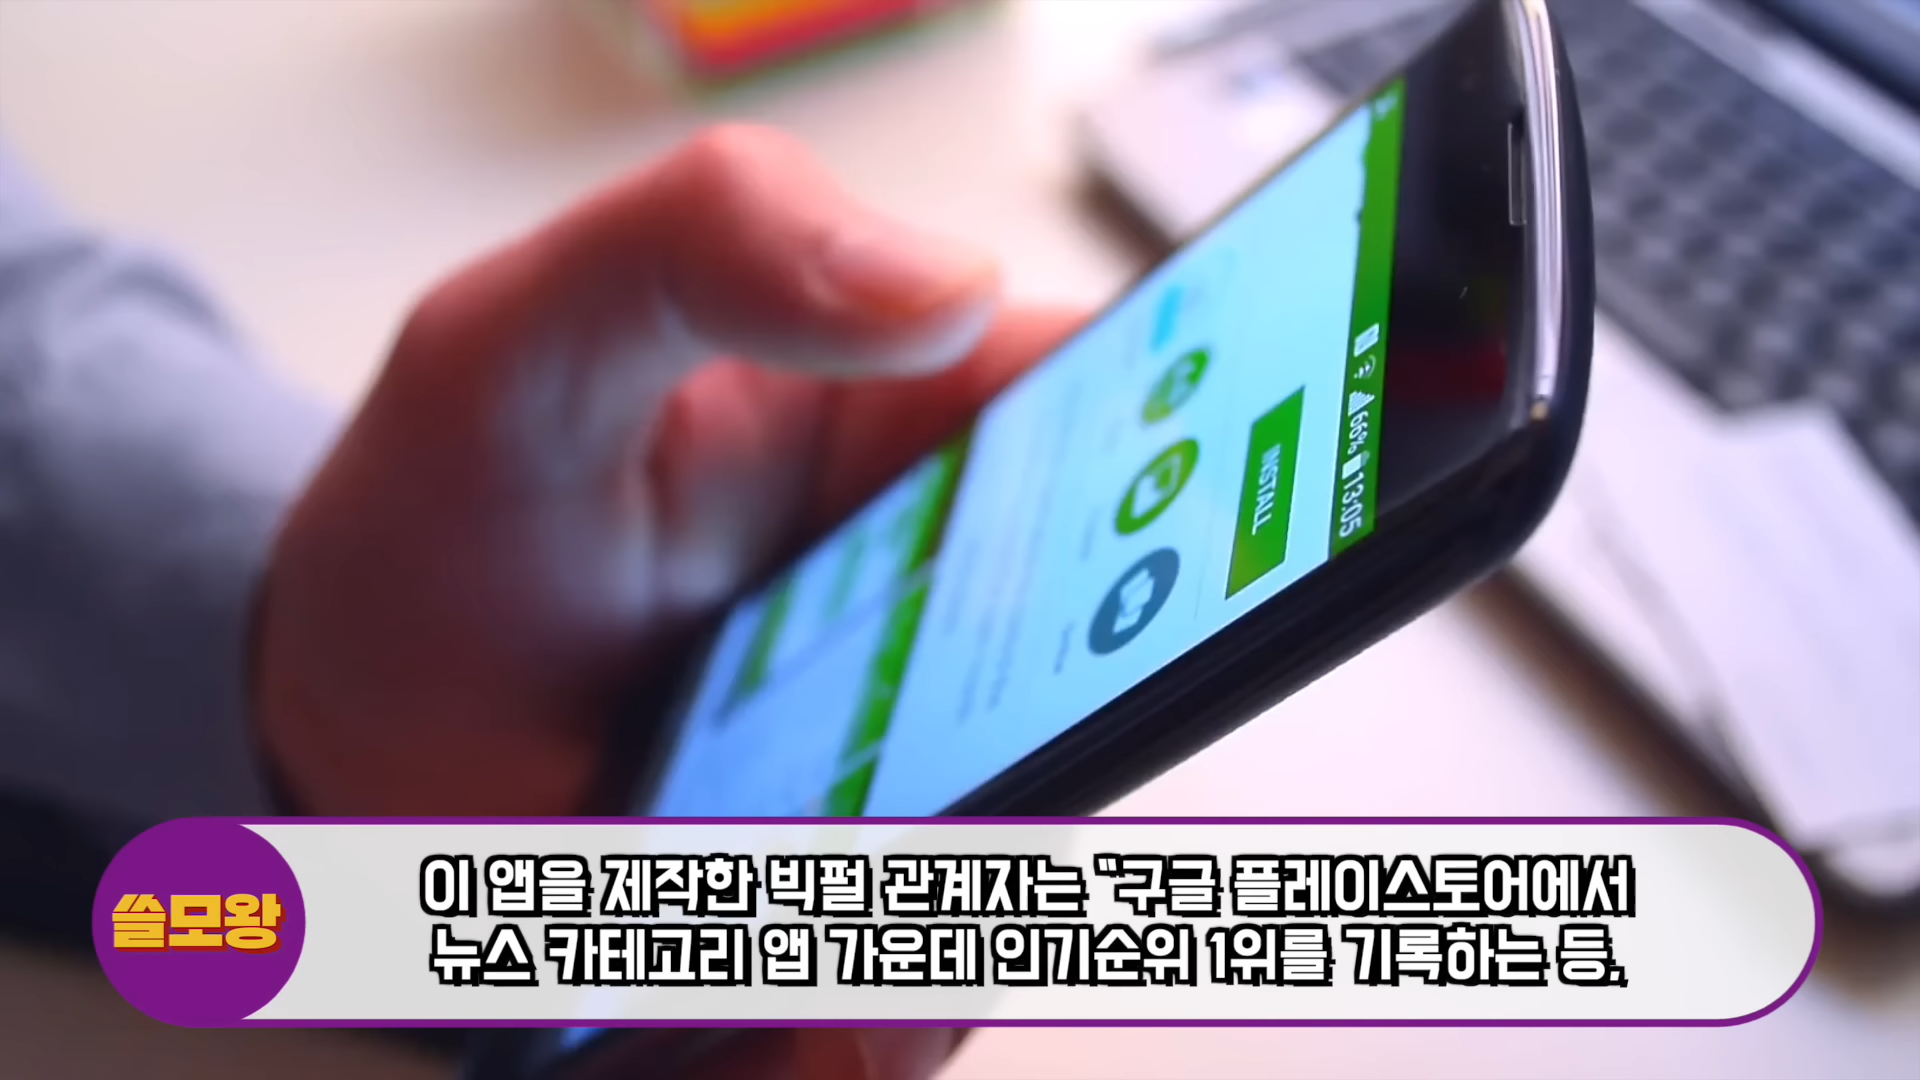 INSTALL
66% 13:05
쓸모왕
이 앱을 제작한 빅펄 관계자는 “구글 플레이스토어에서
뉴스 카테고리 앱 가운데 인기순위 1위를 기록하는 등,